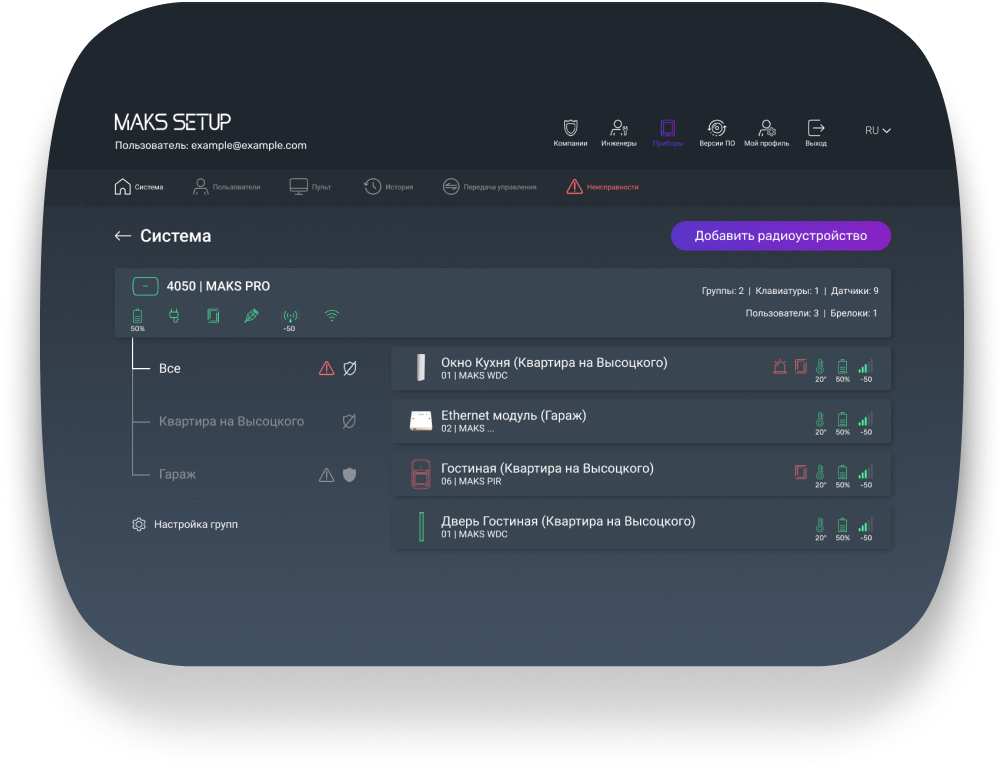 MAKS SETUP
Пользователь: example@example.com
Компании Инженеры Приборы Версии ПО Мой профиль Выход RU
Система Пользователи Пульт История Передача управления Неисправности
Система
Добавить радиоустройство
4050 | MAKS PRO
Группы: 2 | Клавиатуры: 1 | Датчики: 9
50% -50
Пользователи: 3 | Брелоки: 1
Все
Квартира на Высоцкого
Гараж
Настройка групп
Окно Кухня (Квартира на Высоцкого)
01 | MAKS WDC
20° 50% -50
Ethernet модуль (Гараж)
02 | MAKS ...
20° 50% -50
Гостиная (Квартира на Высоцкого)
06 | MAKS PIR
20° 50% -50
Дверь Гостиная (Квартира на Высоцкого)
01 | MAKS WDC
20° 50% -50